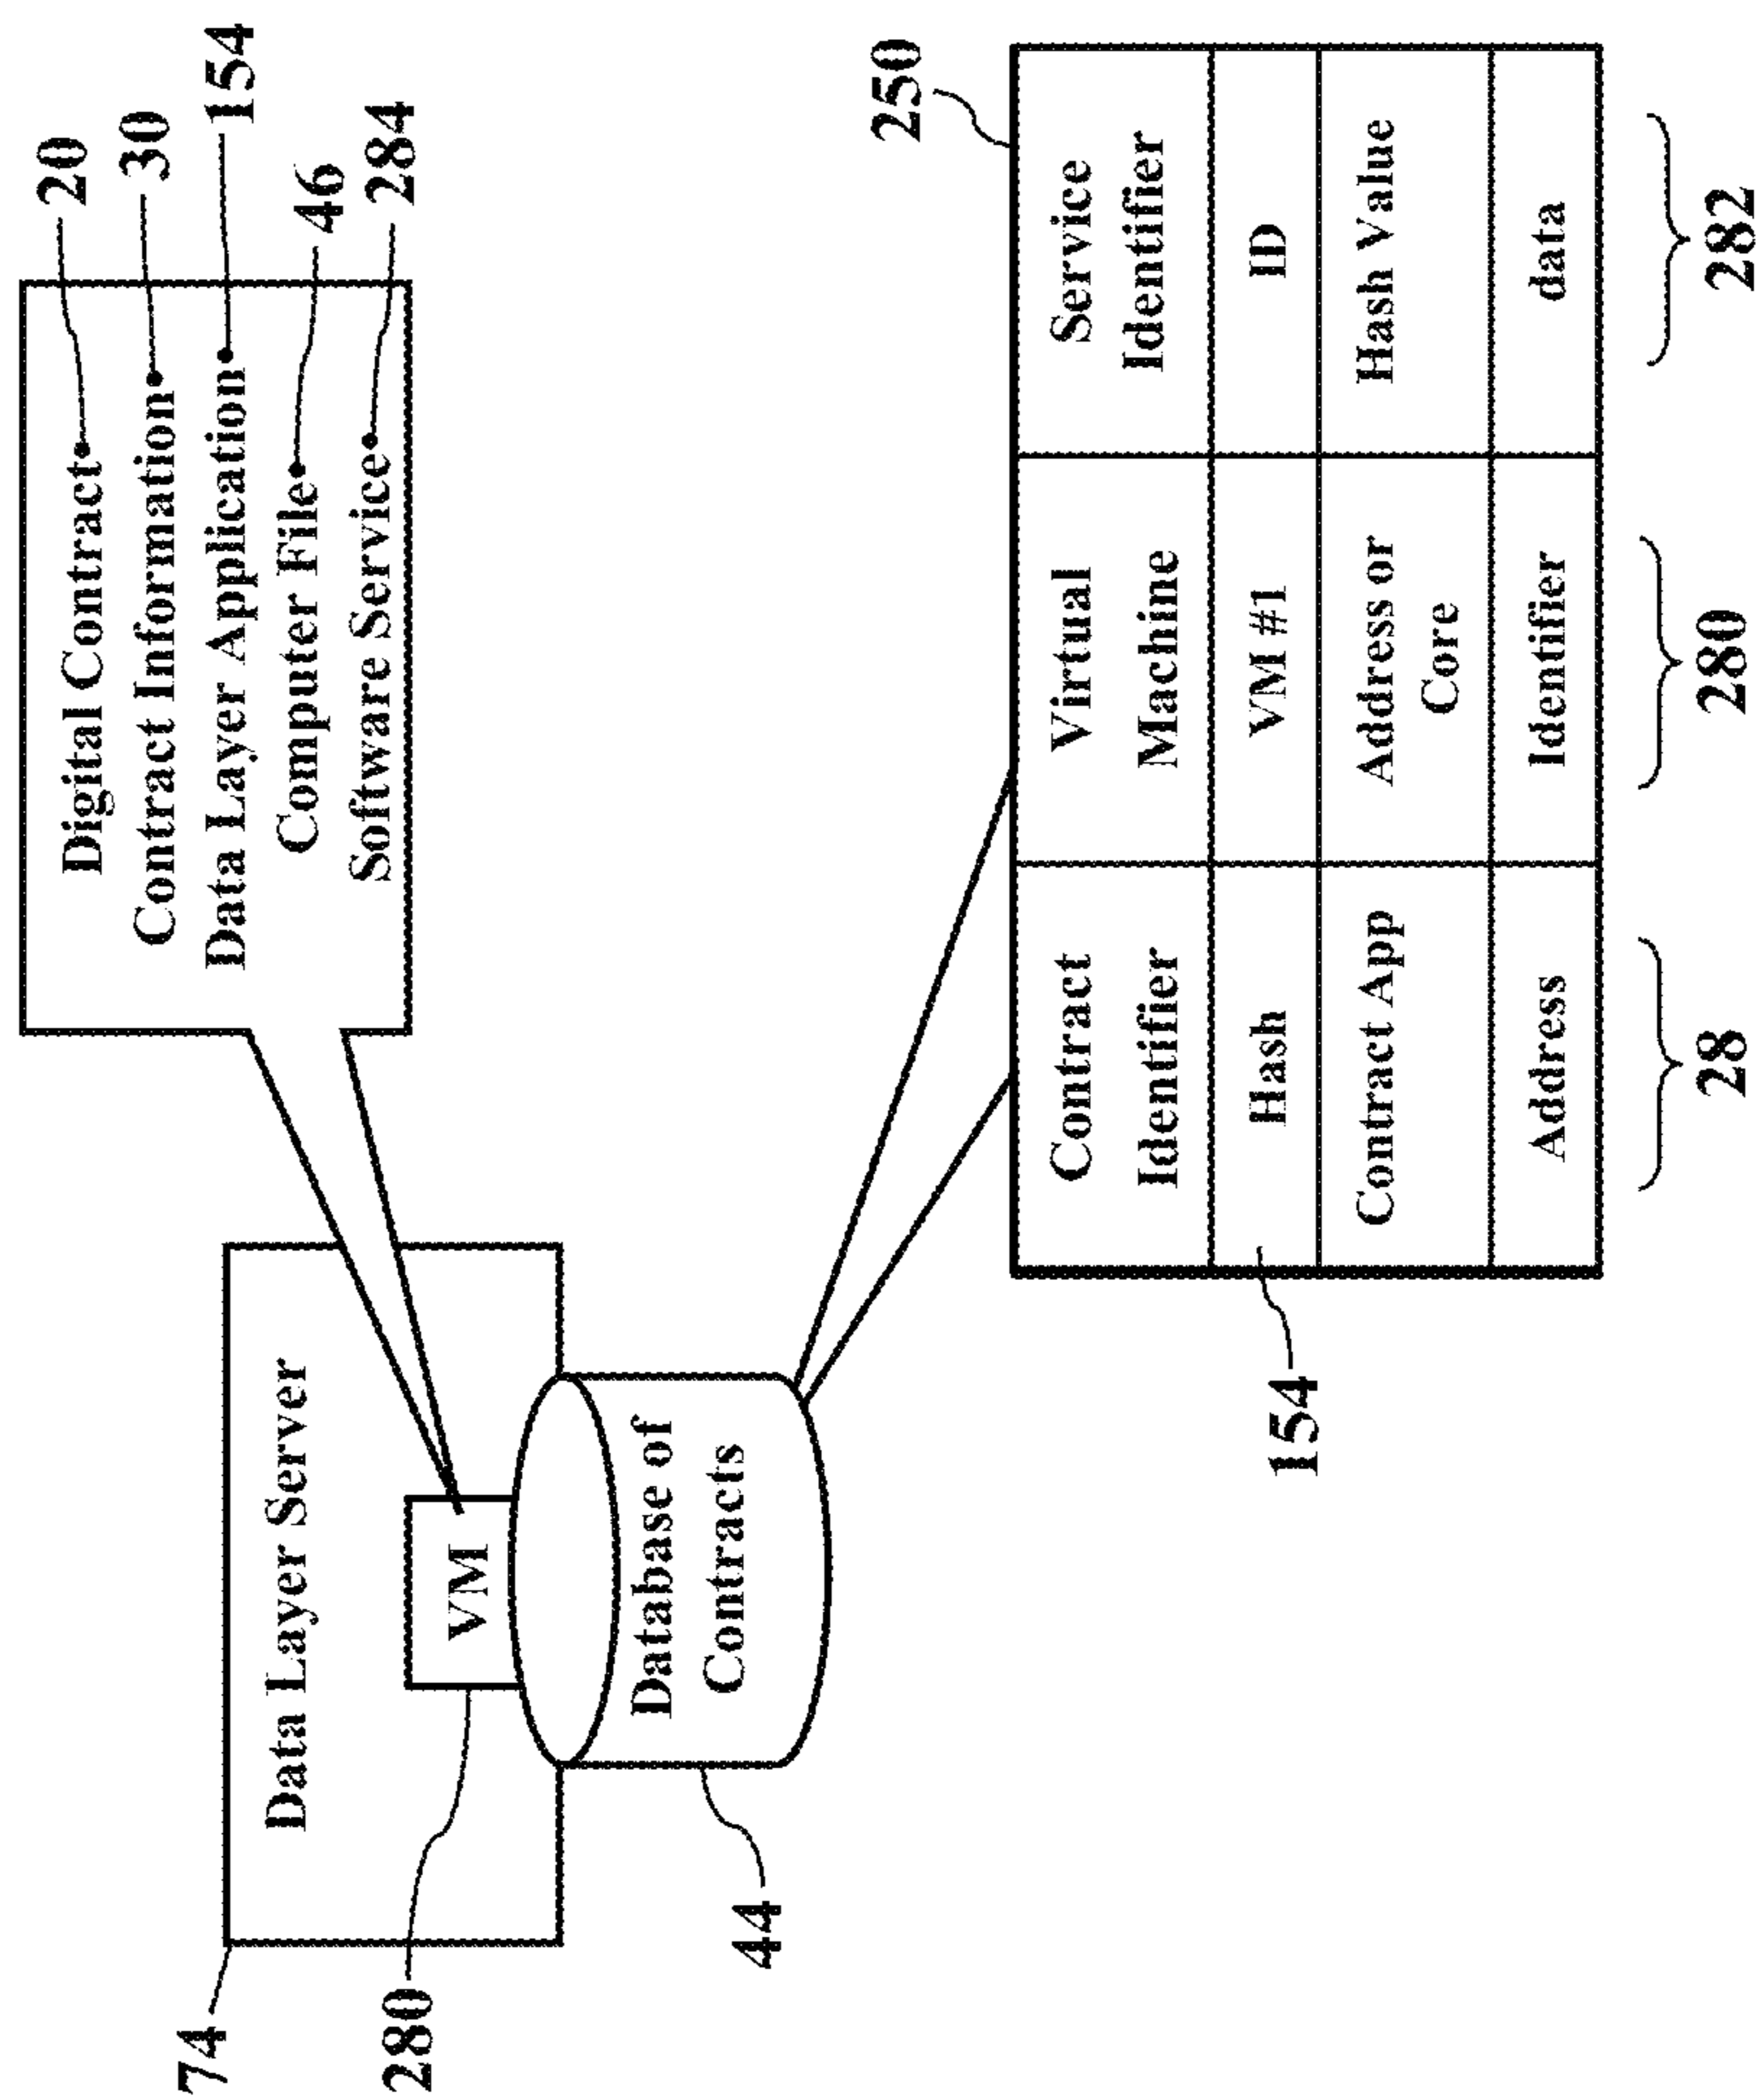 74
Data Layer Server
280
VM
44
Database of
Contracts
Digital Contract
20
Contract Information
30
Data Layer Application
154
Computer File
46
Software Service
284
250
Contract
Identifier
Virtual
Machine
Service
Identifier
154
Hash
VM #1
ID
Contract App
Address or
Core
Hash Value
Address
Identifier
data
28
280
282